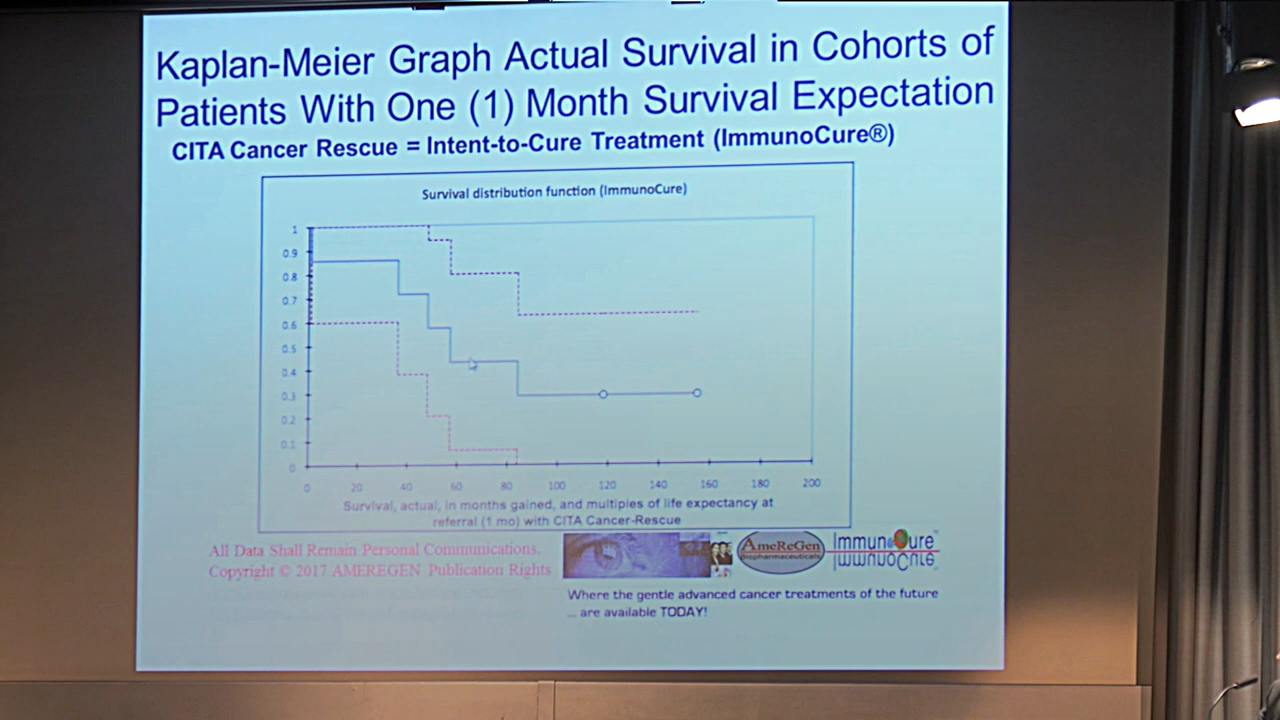 Kaplan-Meier Graph Actual Survival in Cohorts of
Patients With One (1) Month Survival Expectation
CITA Cancer Rescue = Intent-to-Cure Treatment (ImmunoCure®)
Survival distribution function (ImmunoCure)
1
0.9
0.8
0.7
0.6
0.5
0.4
0.3
0.2
0.1
0
0 20 40 60 80 100 120 140 160 180 200
Survival, actual, in months gained, and multiples of life expectancy at
referral (1 mo) with CITA Cancer-Rescue
All Data Shall Remain Personal Communications.
Copyright © 2017 AMEREGEN Publication Rights
AmeReGen
Biopharmaceuticals
ImmunoCure
Where the gentle advanced cancer treatments of the future
... are available TODAY!